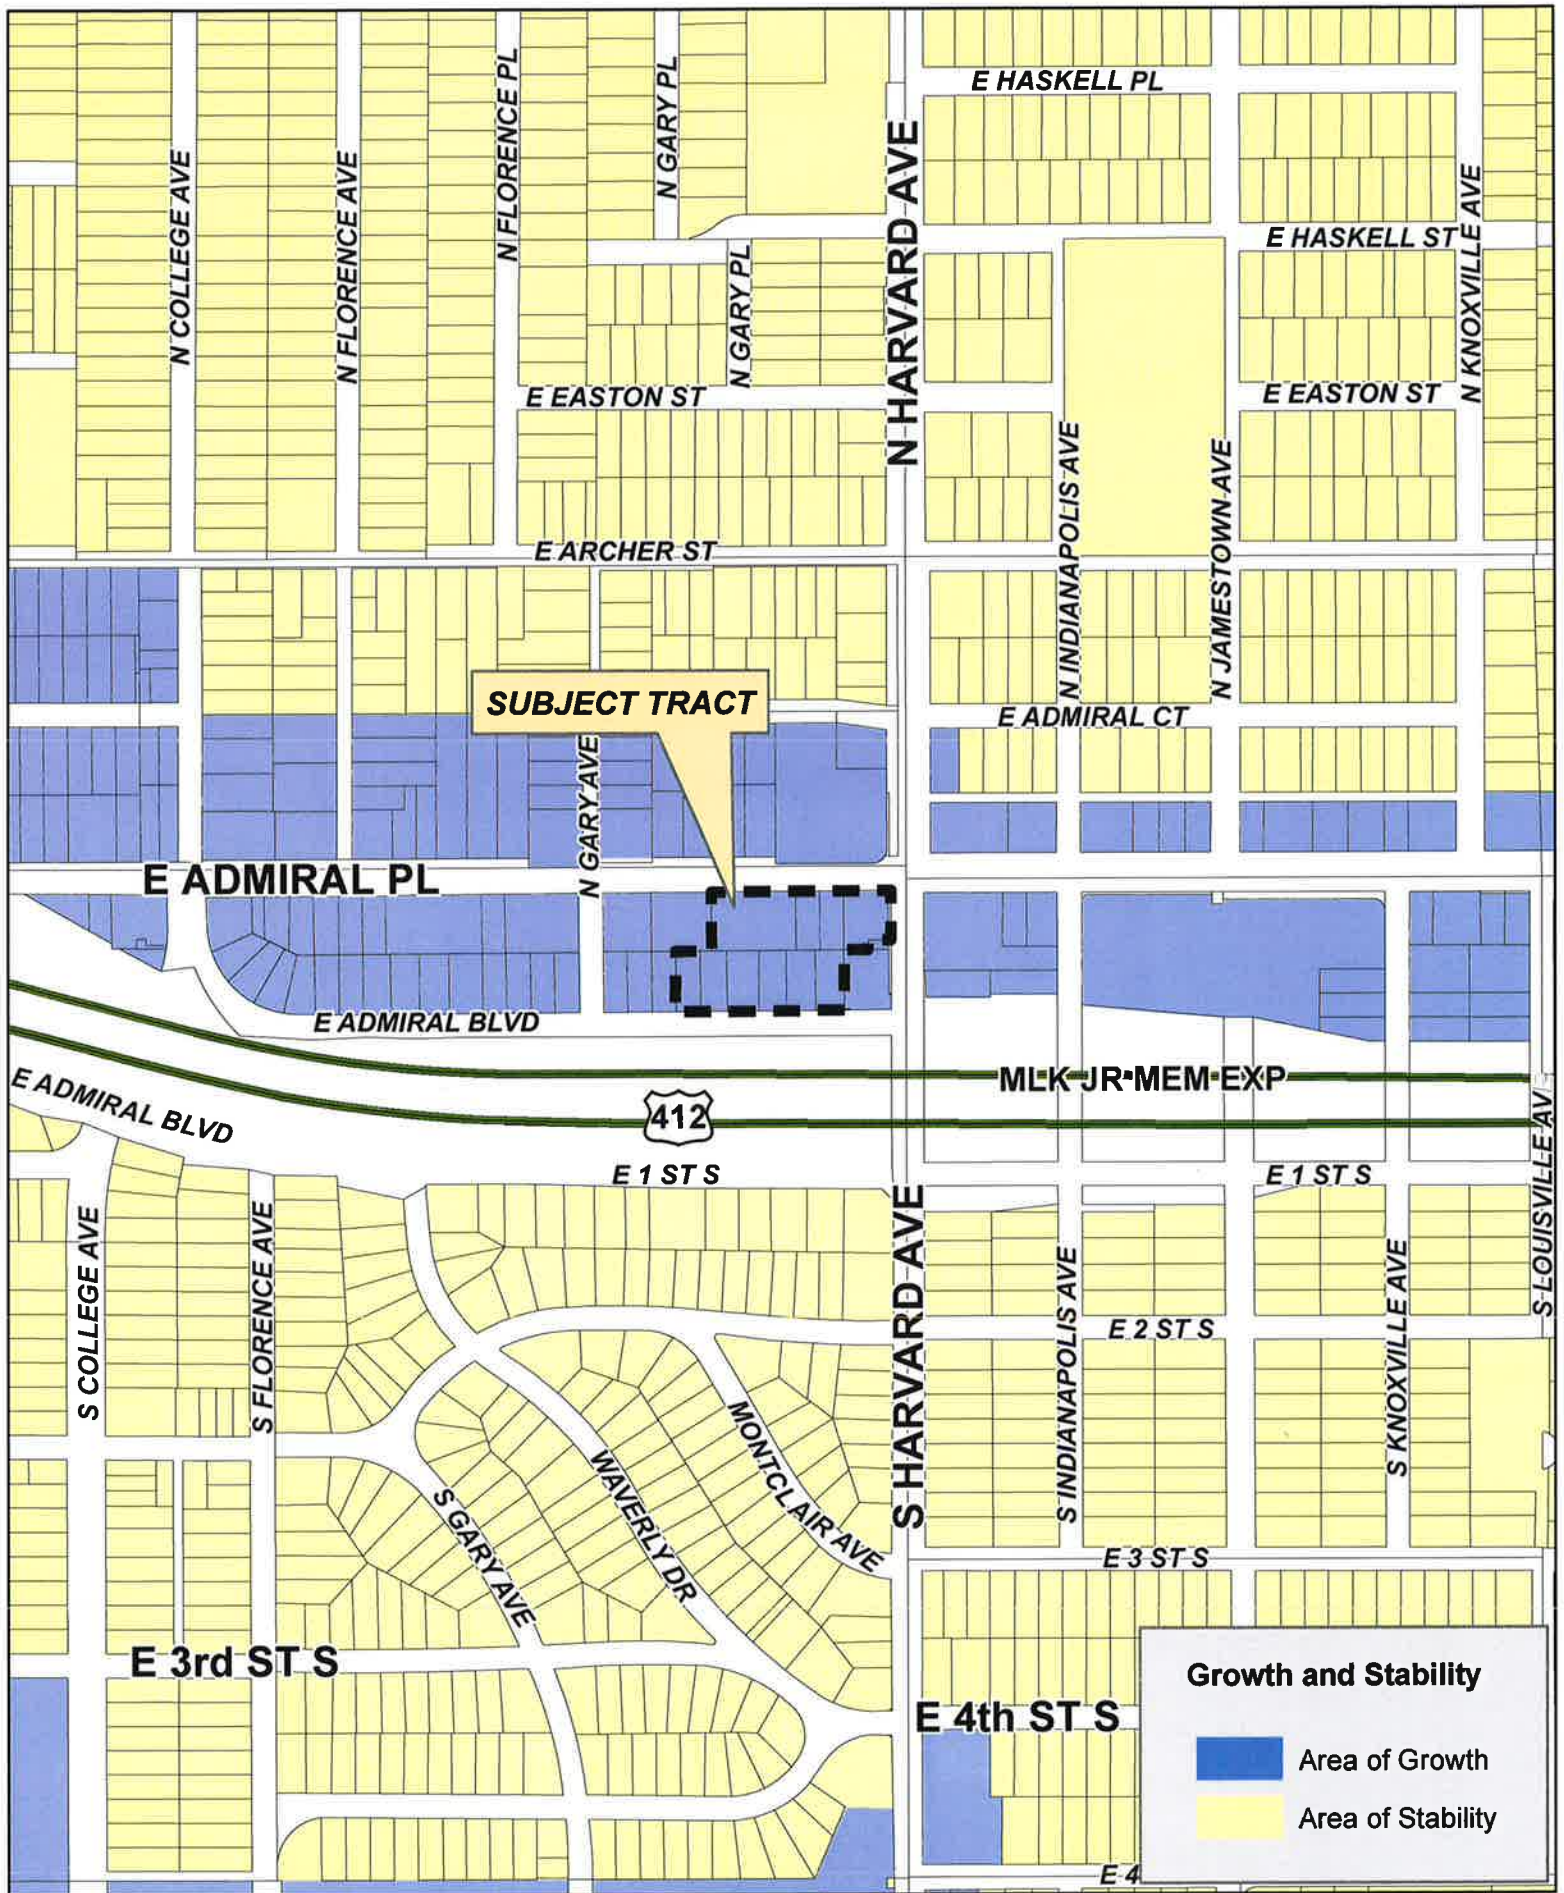 E HASKELL PL
N FLORENCE PL
N GARY PL
N COLLEGE AVE
N FLORENCE AVE
N HARVARD AVE
N KNOXVILLE AVE
E HASKELL ST
N GARY PL
E EASTON ST
E EASTON ST
N INDIANAPOLIS AVE
N JAMESTOWN AVE
E ARCHER ST
SUBJECT TRACT
E ADMIRAL CT
N GARY AVE
E ADMIRAL PL
E ADMIRAL BLVD
MLK JR MEM EXP
E ADMIRAL BLVD
412
S LOUISVILLE AV
E 1 ST S
E 1 ST S
S COLLEGE AVE
S FLORENCE AVE
S HARVARD AVE
S INDIANAPOLIS AVE
S KNOXVILLE AVE
E 2 ST S
MONTCLAIR AVE
WAVERLY DR
S GARY AVE
E 3 ST S
E 3rd ST S
E 4th ST S
Growth and Stability
Area of Growth
Area of Stability
E 4